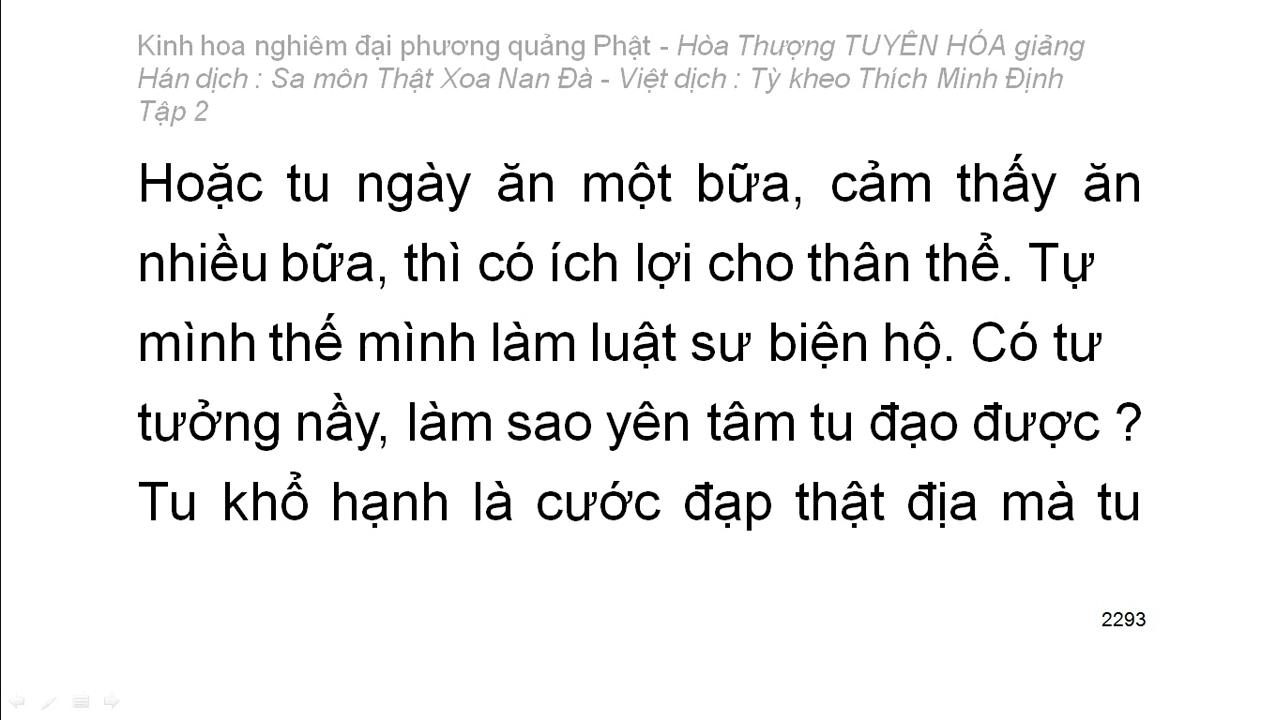 Kinh hoa nghiêm đại phương quảng Phật - Hòa Thượng TUYÊN HÓA giảng
Hán dịch : Sa môn Thật Xoa Nan Đà - Việt dịch : Tỳ kheo Thích Minh Định
Tập 2
Hoặc tu ngày ăn một bữa, cảm thấy ăn
nhiều bữa, thì có ích lợi cho thân thể. Tự
mình thế mình làm luật sư biện hộ. Có tư
tưởng nầy, làm sao yên tâm tu đạo được ?
Tu khổ hạnh là cước đạp thật địa mà tu
2293